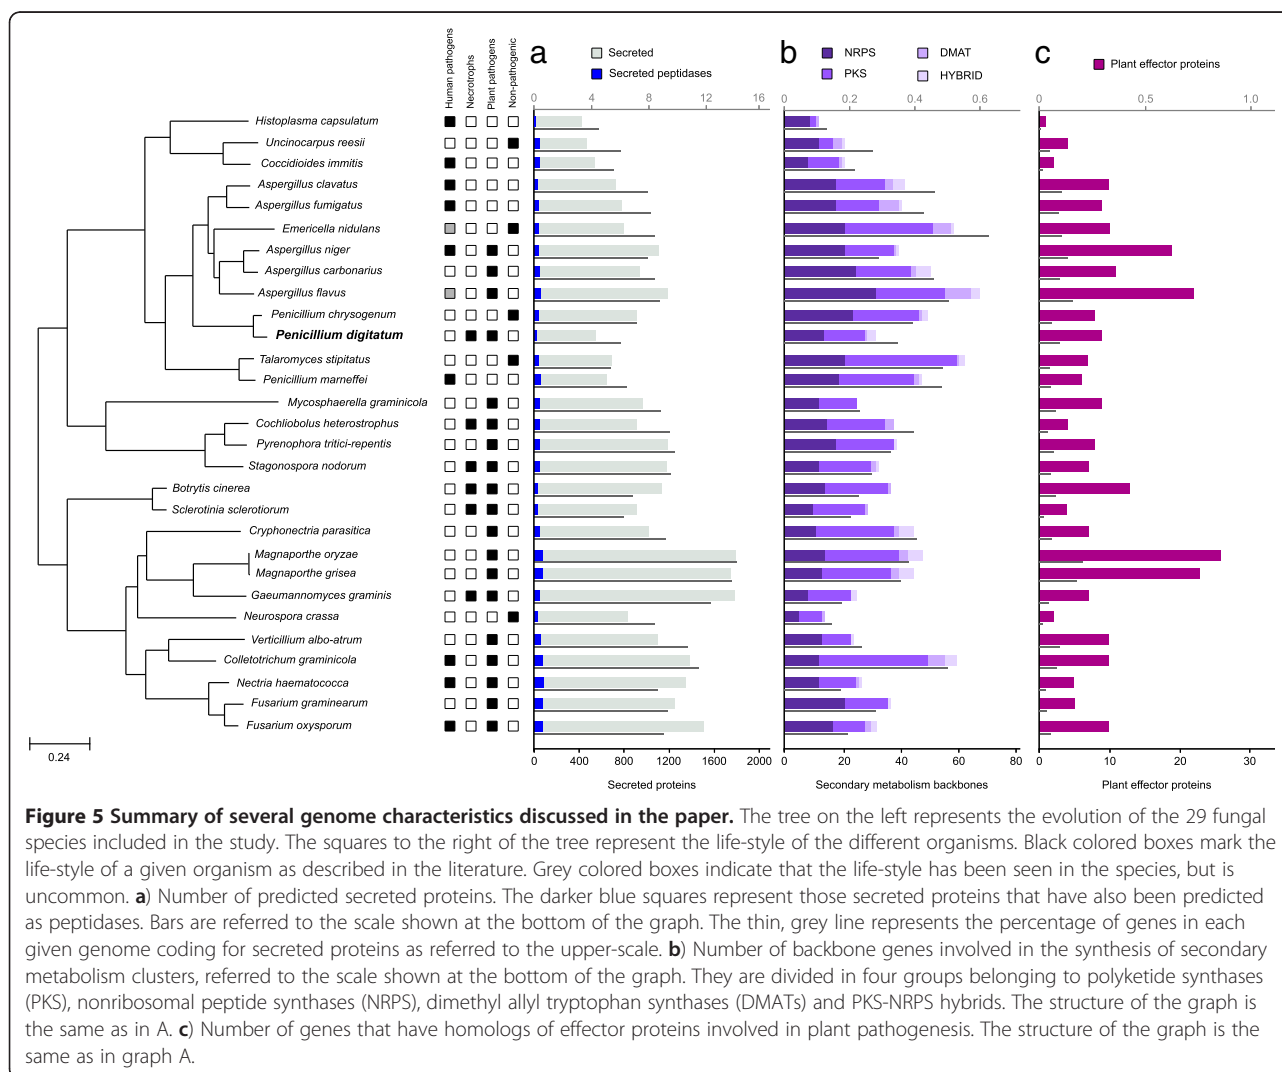 Human pathogens
Necrotrophs
Plant pathogens
Non-pathogenic
a
Secreted
Secreted peptidases
b
NRPS
PKS
DMAT
HYBRID
c
Plant effector proteins
0 4 8 12 16
0 0.2 0.4 0.6
0 0.5 1.0
Histoplasma capsulatum
Uncinocarpus reesii
Coccidioides immitis
Aspergillus clavatus
Aspergillus fumigatus
Emericella nidulans
Aspergillus niger
Aspergillus carbonarius
Aspergillus flavus
Penicillium chrysogenum
Penicillium digitatum
Talaromyces stipitatus
Penicillium marneffei
Mycosphaerella graminicola
Cochliobolus heterostrophus
Pyrenophora tritici-repentis
Stagonospora nodorum
Botrytis cinerea
Sclerotinia sclerotiorum
Cryphonectria parasitica
Magnaporthe oryzae
Magnaporthe grisea
Gaeumannomyces graminis
Neurospora crassa
Verticillium albo-atrum
Colletotrichum graminicola
Nectria haematococca
Fusarium graminearum
Fusarium oxysporum
0.24
0 400 800 1200 1600 2000
Secreted proteins
0 20 40 60 80
Secondary metabolism backbones
0 10 20 30
Plant effector proteins
Figure 5 Summary of several genome characteristics discussed in the paper. The tree on the left represents the evolution of the 29 fungal
species included in the study. The squares to the right of the tree represent the life-style of the different organisms. Black colored boxes mark the
life-style of a given organism as described in the literature. Grey colored boxes indicate that the life-style has been seen in the species, but is
uncommon. a) Number of predicted secreted proteins. The darker blue squares represent those secreted proteins that have also been predicted
as peptidases. Bars are referred to the scale shown at the bottom of the graph. The thin, grey line represents the percentage of genes in each
given genome coding for secreted proteins as referred to the upper-scale. b) Number of backbone genes involved in the synthesis of secondary
metabolism clusters, referred to the scale shown at the bottom of the graph. They are divided in four groups belonging to polyketide synthases
(PKS), nonribosomal peptide synthases (NRPS), dimethyl allyl tryptophan synthases (DMATs) and PKS-NRPS hybrids. The structure of the graph is
the same as in A. c) Number of genes that have homologs of effector proteins involved in plant pathogenesis. The structure of the graph is the
same as in graph A.